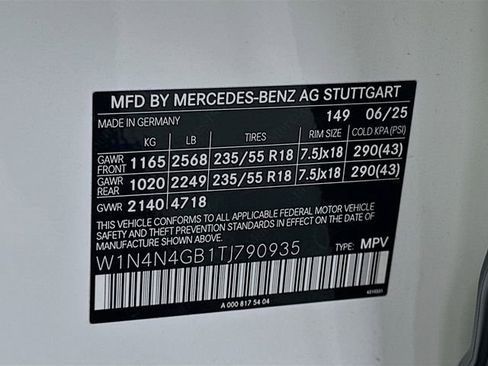 MFD BY MERCEDES-BENZ AG STUTTGART
MADE IN GERMANY 149 06/25
KG LB TIRES RIM SIZE COLD KPA(PSI)
GAWR FRONT 1165 2568 235/55 R18 7.5Jx18 290(43)
GAWR REAR 1020 2249 235/55 R18 7.5Jx18 290(43)
GVWR 2140 4718
THIS VEHICLE CONFORMS TO ALL APPLICABLE FEDERAL MOTOR VEHICLE
SAFETY AND THEFT PREVENTION STANDARDS IN EFFECT ON THE DATE OF
MANUFACTURE SHOWN ABOVE.
W1N4N4GB1TJ790935 TYPE: MPV
A 000 817 54 04